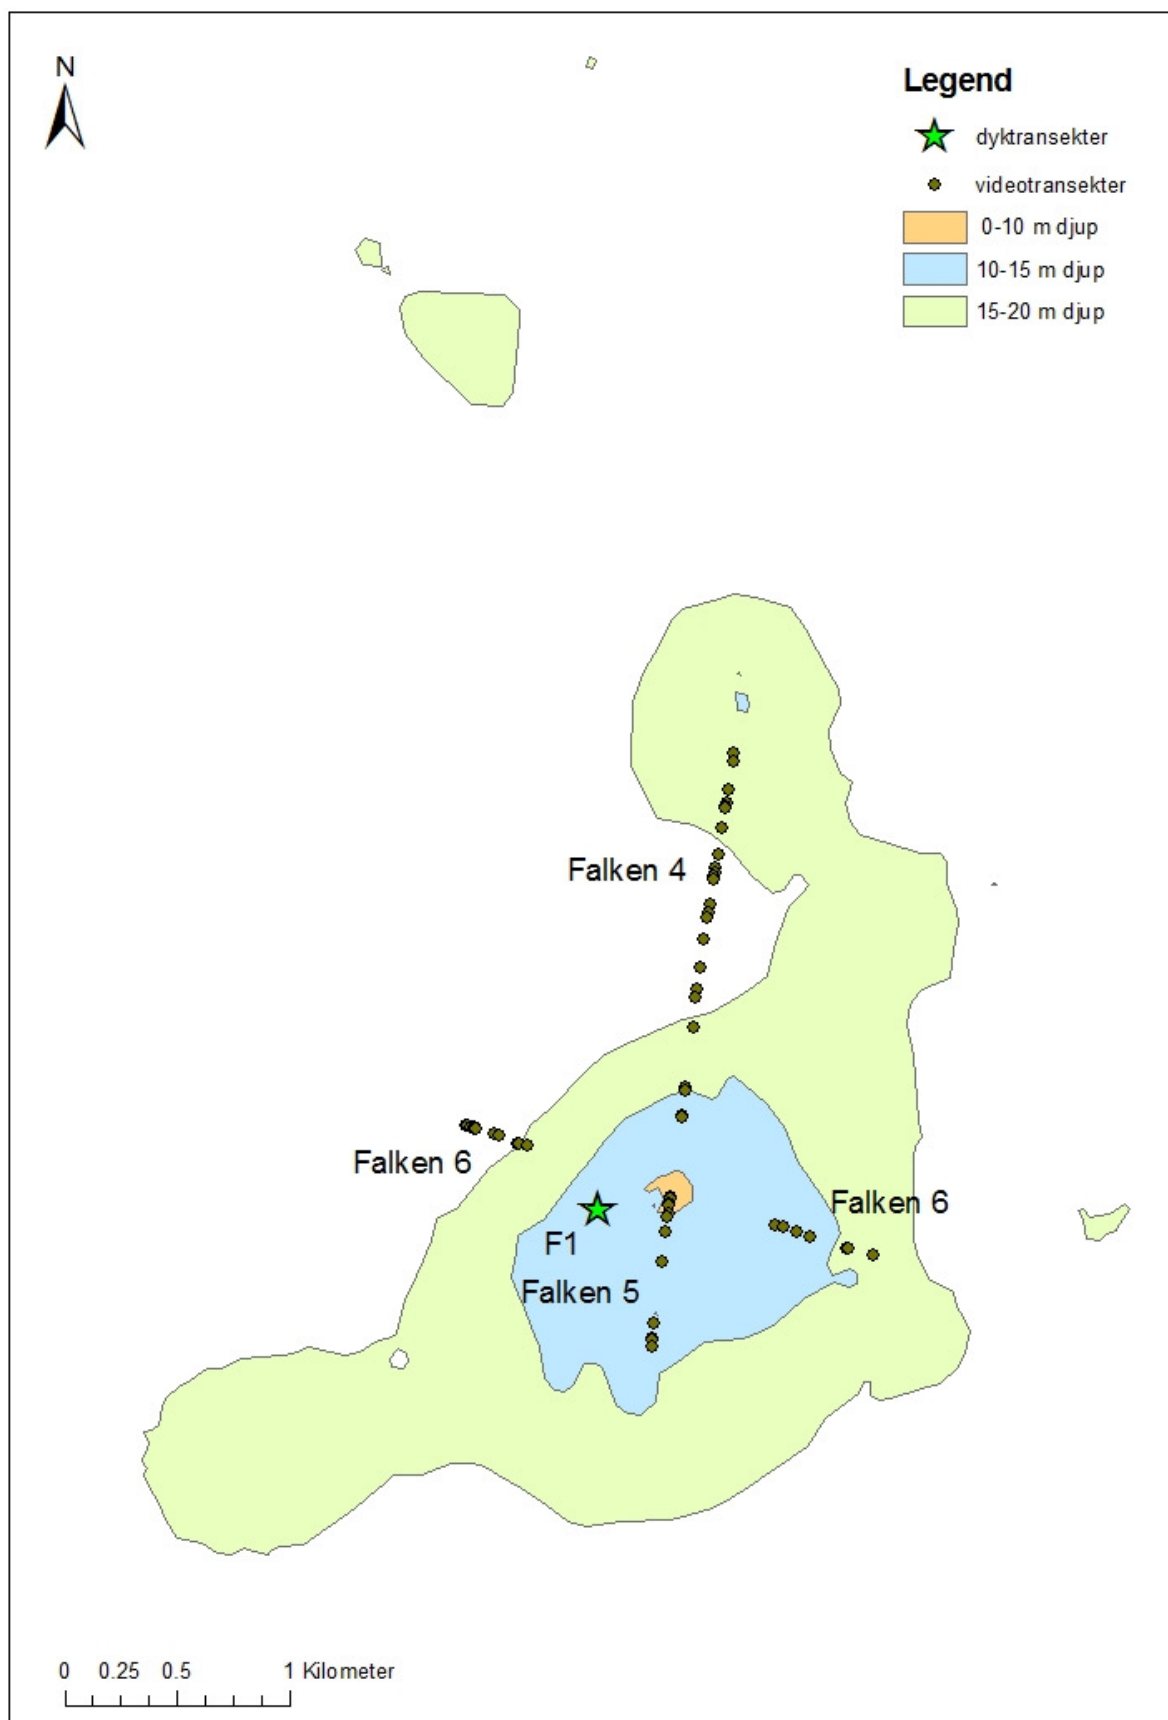 N
Legend
dyktransekter
videotransekter
0-10 m djup
10-15 m djup
15-20 m djup
Falken 4
Falken 6
Falken 6
F1
Falken 5
0 0.25 0.5 1 Kilometer